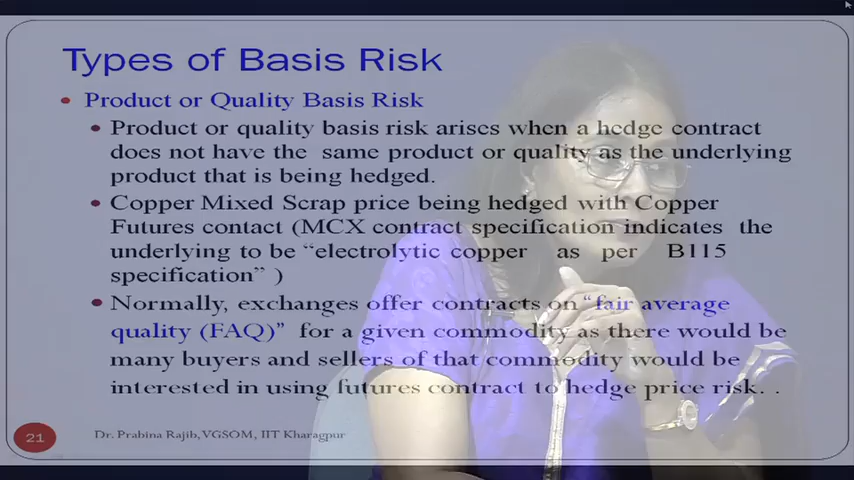 Types of Basis Risk
Product or Quality Basis Risk
Product or quality basis risk arises when a hedge contract
does not have the same product or quality as the underlying
product that is being hedged.
Copper Mixed Scrap price being hedged with Copper
Futures contact (MCX contract specification indicates the
underlying to be “electrolytic copper as per B115
specification” )
Normally, exchanges offer contracts on “fair average
quality (FAQ)” for a given commodity as there would be
many buyers and sellers of that commodity would be
interested in using futures contract to hedge price risk. .
21
Dr. Prabina Rajib, VGSOM, IIT Kharagpur